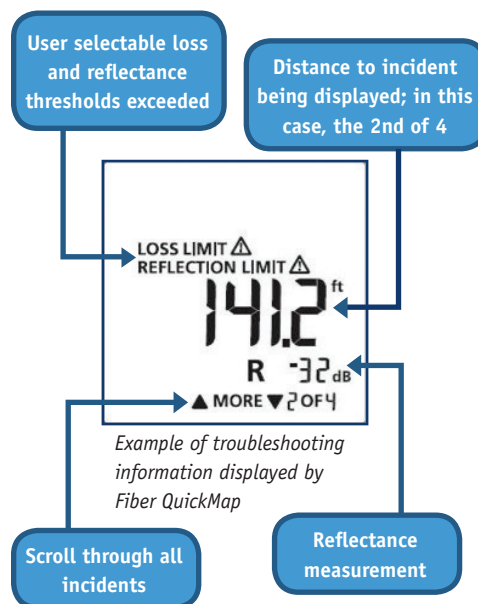 User selectable loss
and reflectance
thresholds exceeded
Distance to incident
being displayed; in this
case, the 2nd of 4
LOSS LIMIT ⚠
REFLECTION LIMIT ⚠
141.2 ft
R -32 dB
▲ MORE ▼ 2 OF 4
Example of troubleshooting
information displayed by
Fiber QuickMap
Scroll through all
incidents
Reflectance
measurement